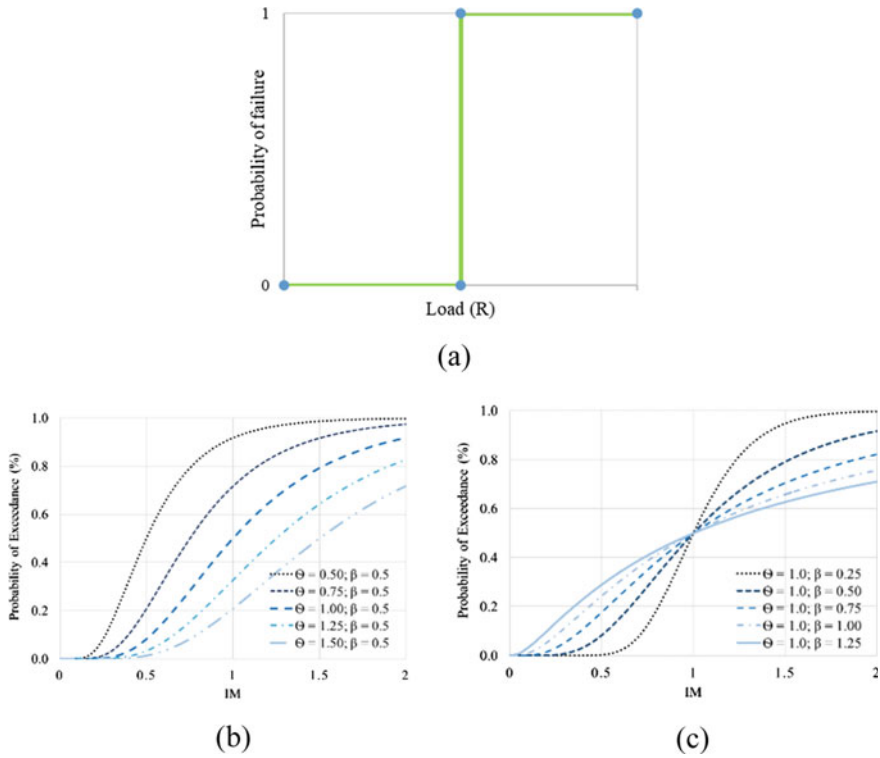 1
Probability of failure
0
Load (R)
(a)
1.0
0.8
0.6
0.4
0.2
0.0
Probability of Exceedance (%)
Θ = 0.50; β = 0.5
Θ = 0.75; β = 0.5
Θ = 1.00; β = 0.5
Θ = 1.25; β = 0.5
Θ = 1.50; β = 0.5
0 0.5 1 1.5 2
IM
(b)
1.0
0.8
0.6
0.4
0.2
0.0
Probability of Exceedance (%)
Θ = 1.0; β = 0.25
Θ = 1.0; β = 0.50
Θ = 1.0; β = 0.75
Θ = 1.0; β = 1.00
Θ = 1.0; β = 1.25
0 0.5 1 1.5 2
IM
(c)